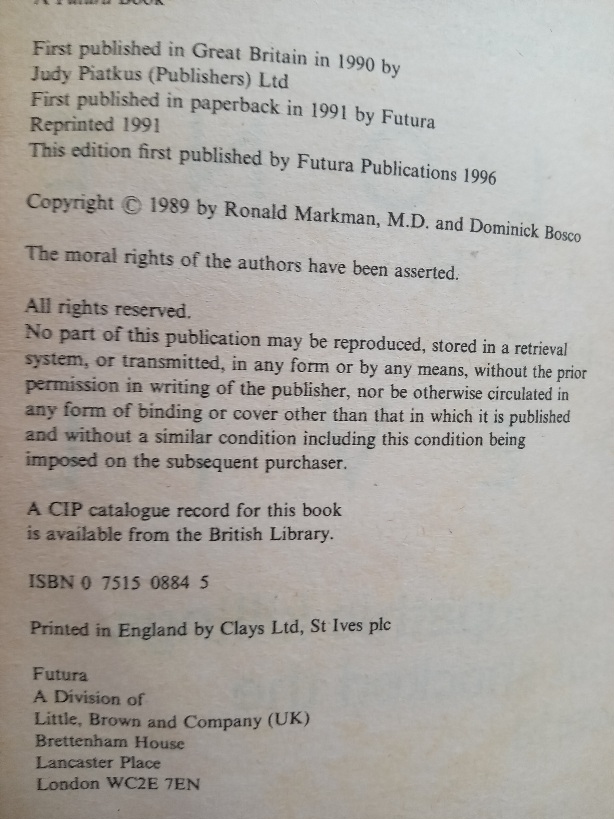 A Futura Book
First published in Great Britain in 1990 by
Judy Piatkus (Publishers) Ltd
First published in paperback in 1991 by Futura
Reprinted 1991
This edition first published by Futura Publications 1996
Copyright © 1989 by Ronald Markman, M.D. and Dominick Bosco
The moral rights of the authors have been asserted.
All rights reserved.
No part of this publication may be reproduced, stored in a retrieval
system, or transmitted, in any form or by any means, without the prior
permission in writing of the publisher, nor be otherwise circulated in
any form of binding or cover other than that in which it is published
and without a similar condition including this condition being
imposed on the subsequent purchaser.
A CIP catalogue record for this book
is available from the British Library.
ISBN 0 7515 0884 5
Printed in England by Clays Ltd, St Ives plc
Futura
A Division of
Little, Brown and Company (UK)
Brettenham House
Lancaster Place
London WC2E 7EN